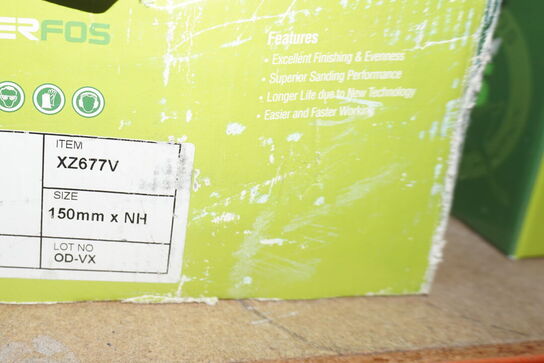 ERFOS
Features
· Excellent Finishing & Evenness
· Superior Sanding Performance
· Longer Life due to New Technology
· Easier and Faster Working
ITEM
XZ677V
SIZE
150mm x NH
LOT NO
OD-VX